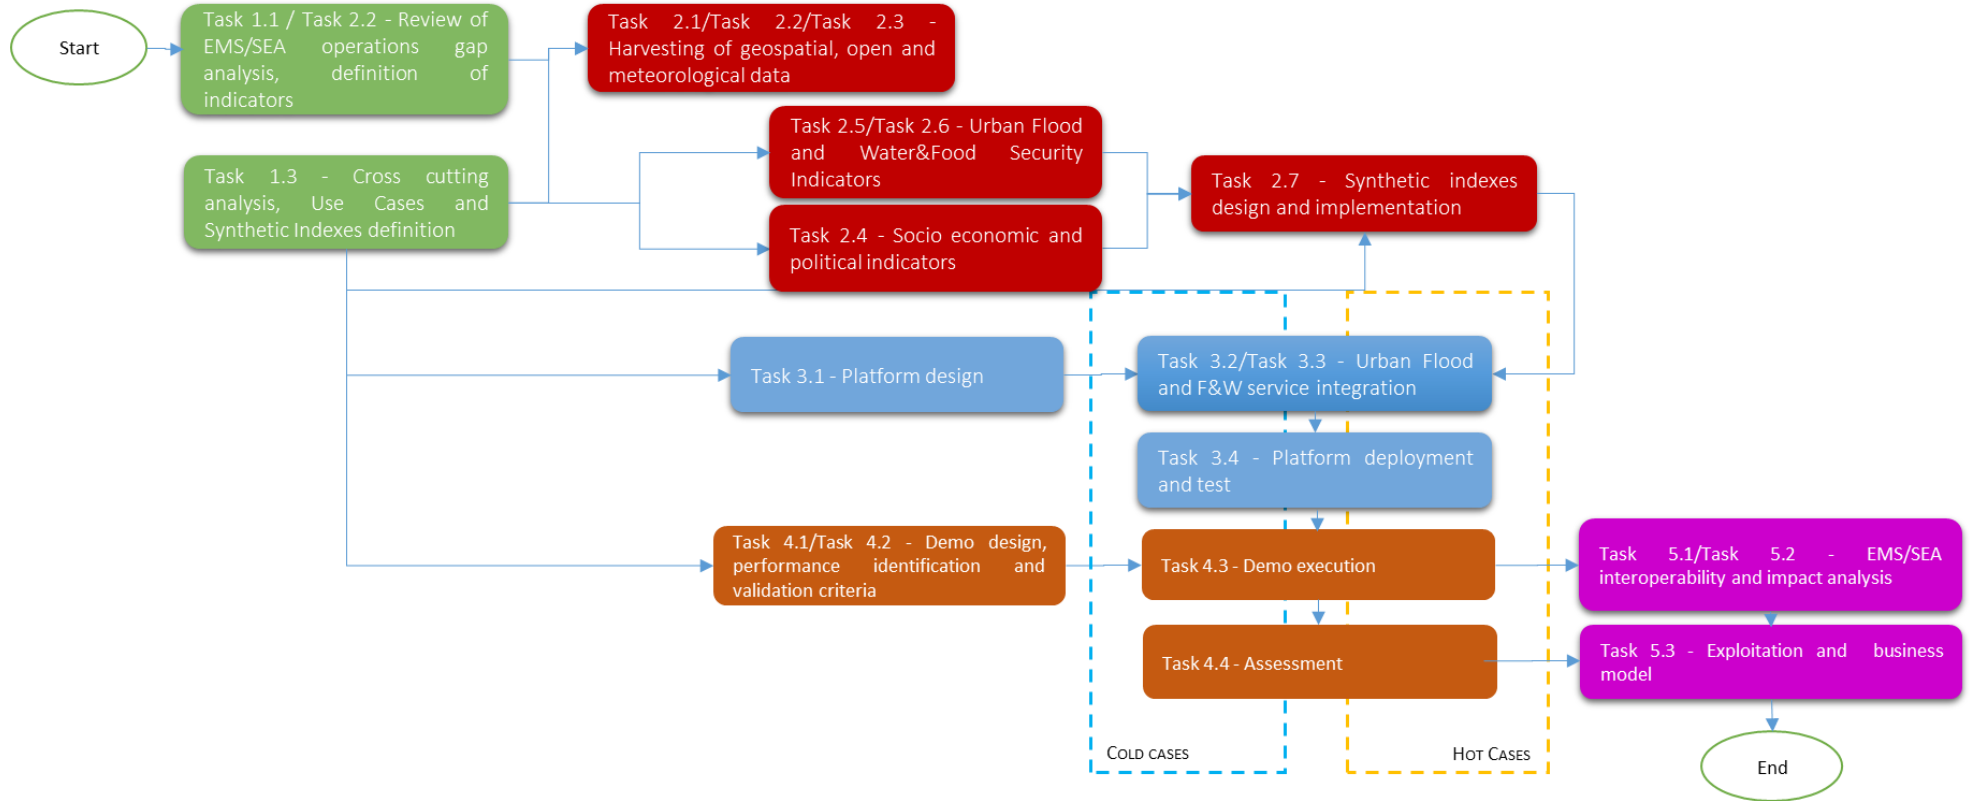 Start
Task 1.1 / Task 2.2 - Review of
EMS/SEA operations gap
analysis, definition of
indicators
Task 2.1/Task 2.2/Task 2.3 -
Harvesting of geospatial, open and
meteorological data
Task 2.5/Task 2.6 - Urban Flood
and Water&Food Security
Indicators
Task 1.3 - Cross cutting
analysis, Use Cases and
Synthetic Indexes definition
Task 2.7 - Synthetic indexes
design and implementation
Task 2.4 - Socio economic and
political indicators
Task 3.1 - Platform design
Task 3.2/Task 3.3 - Urban Flood
and F&W service integration
Task 3.4 - Platform deployment
and test
Task 4.1/Task 4.2 - Demo design,
performance identification and
validation criteria
Task 4.3 - Demo execution
Task 5.1/Task 5.2 - EMS/SEA
interoperability and impact analysis
Task 4.4 - Assessment
Task 5.3 - Exploitation and business
model
COLD CASES
HOT CASES
End